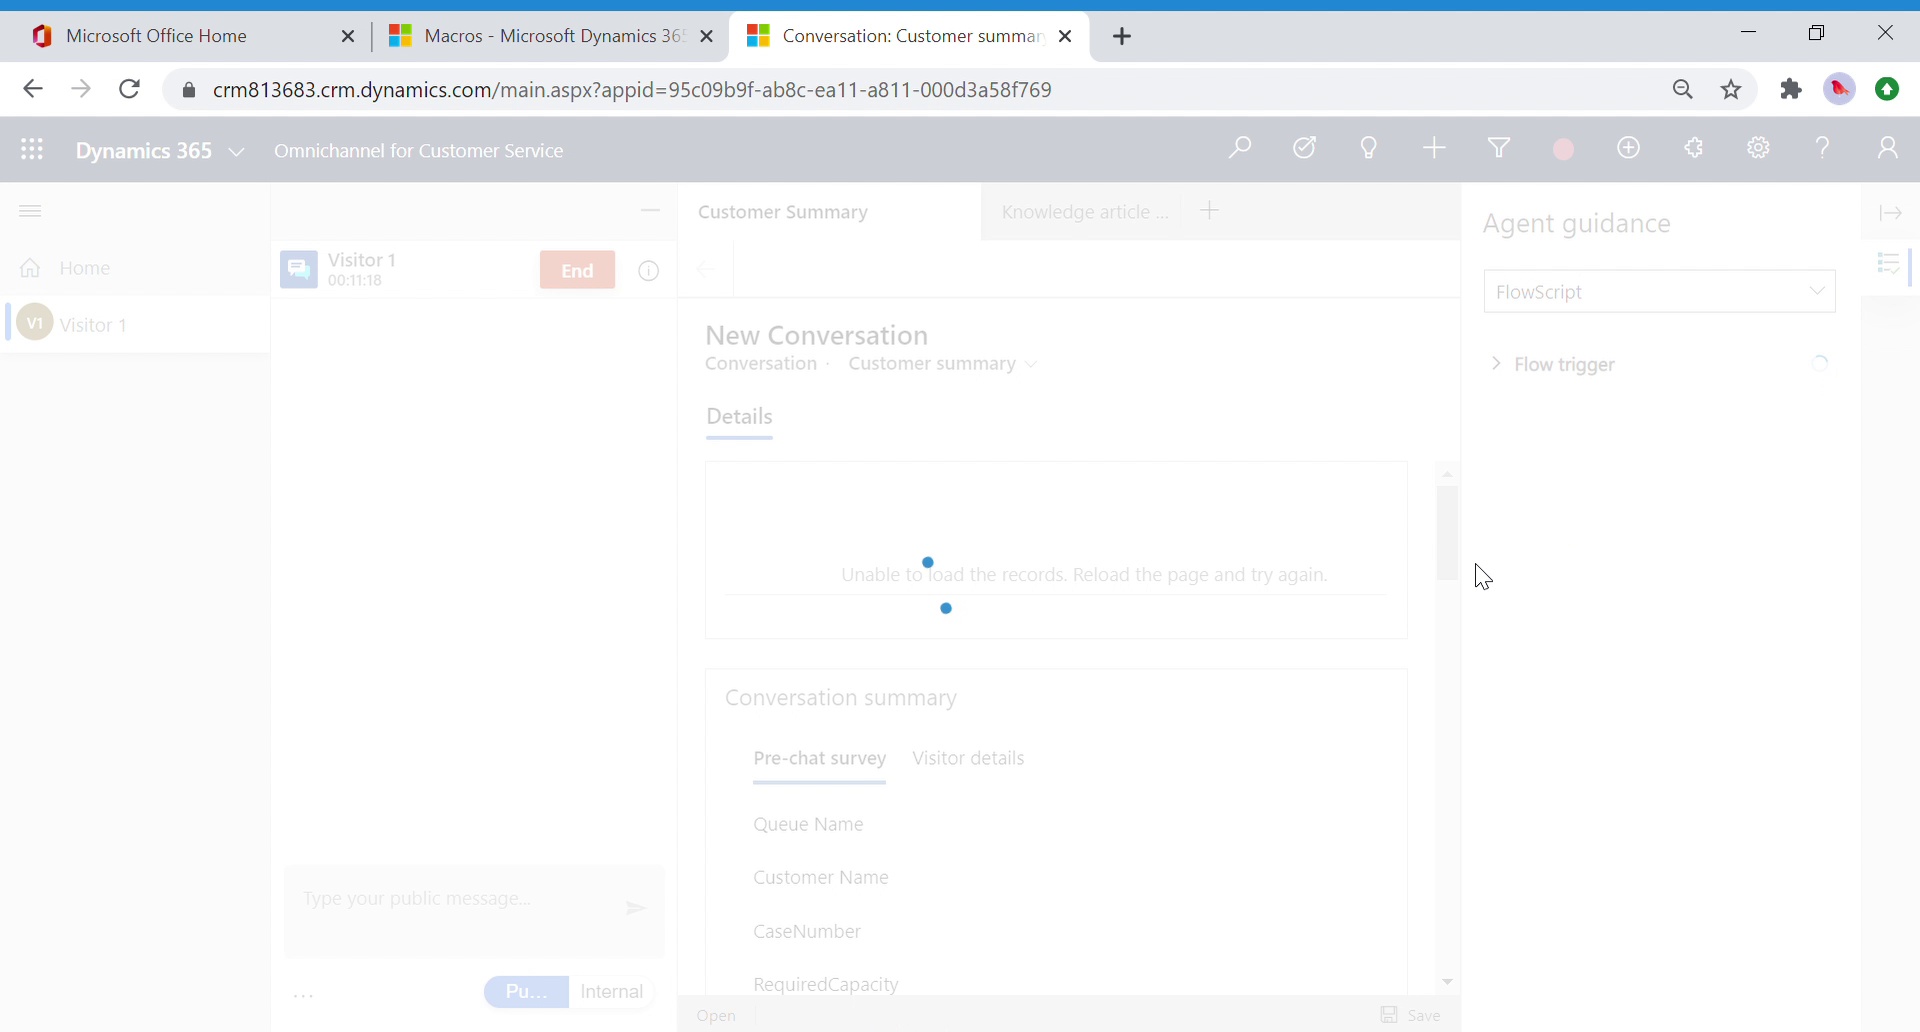 Microsoft Office Home
Macros - Microsoft Dynamics 36
Conversation: Customer summar
crm813683.crm.dynamics.com/main.aspx?appid=95c09b9f-ab8c-ea11-a811-000d3a58f769
Dynamics 365
Omnichannel for Customer Service
Customer Summary
Knowledge article ...
Agent guidance
Home
Visitor 1
00:11:18
End
V1
Visitor 1
FlowScript
New Conversation
Conversation · Customer summary
Flow trigger
Details
Unable to load the records. Reload the page and try again.
Conversation summary
Pre-chat survey
Visitor details
Queue Name
Customer Name
CaseNumber
RequiredCapacity
Type your public message...
...
Pu...
Internal
Open
Save